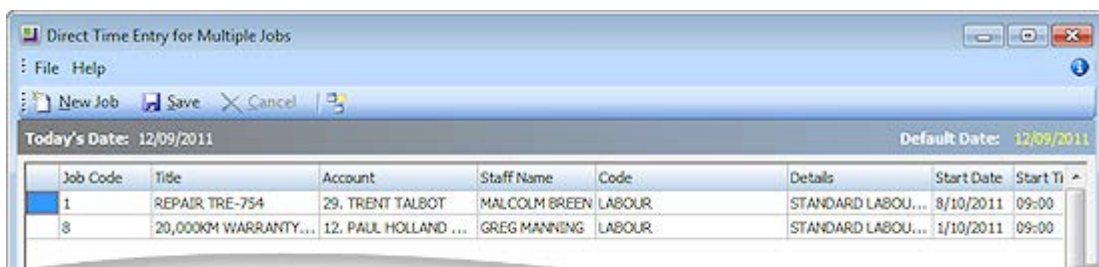 Direct Time Entry for Multiple Jobs
File Help
New Job Save Cancel
Today's Date: 12/09/2011 Default Date: 12/09/2011
Job Code Title Account Staff Name Code Details Start Date Start Ti
1 REPAIR TRE-754 29. TRENT TALBOT MALCOLM BREEN LABOUR STANDARD LABOU... 8/10/2011 09:00
8 20,000KM WARRANTY... 12. PAUL HOLLAND ... GREG MANNING LABOUR STANDARD LABOU... 1/10/2011 09:00